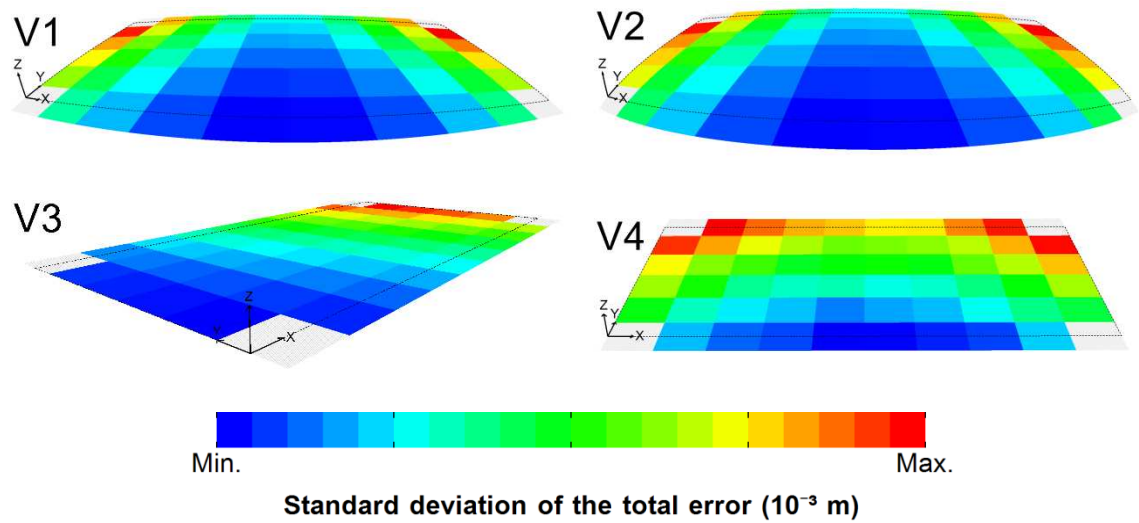 V1
Z
Y
X
V2
Z
Y
X
V3
Z
Y
X
V4
Z
Y
X
Min.
Max.
Standard deviation of the total error (10⁻³ m)